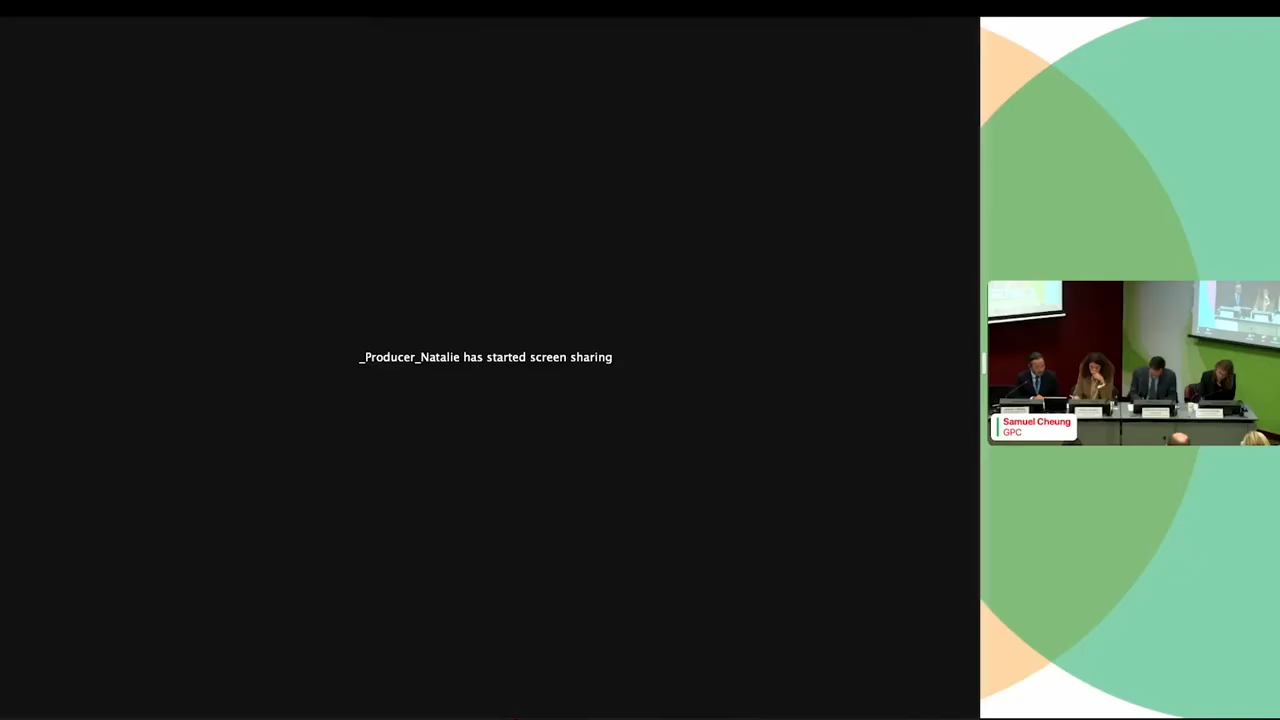 _Producer_Natalie has started screen sharing
Samuel Cheung
GPC